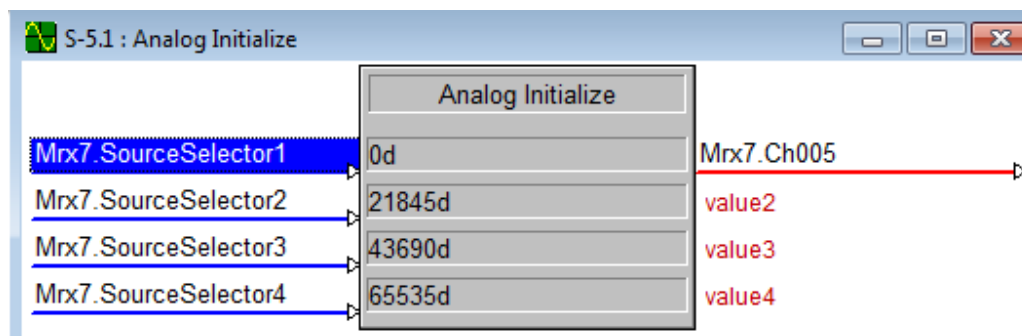 S-5.1 : Analog Initialize
Analog Initialize
Mrx7.SourceSelector1 0d Mrx7.Ch005
Mrx7.SourceSelector2 21845d value2
Mrx7.SourceSelector3 43690d value3
Mrx7.SourceSelector4 65535d value4